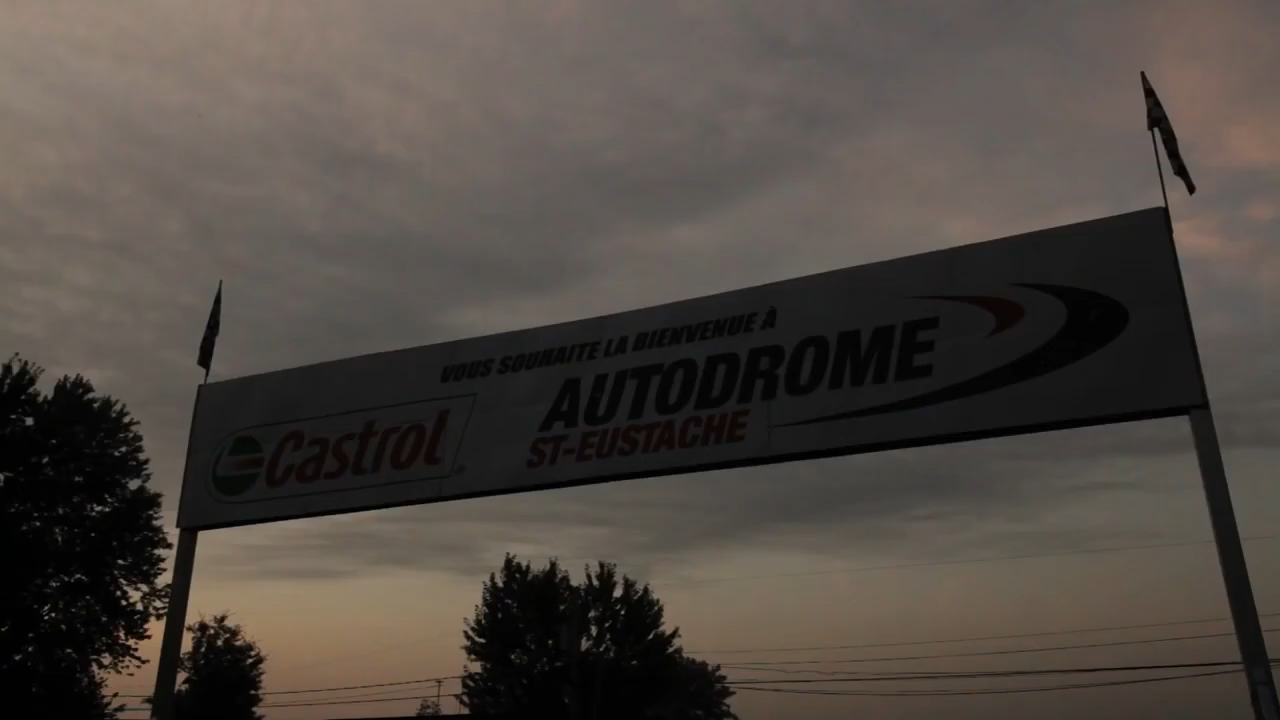 VOUS SOUHAITE LA BIENVENUE À
AUTODROME
ST-EUSTACHE
Castrol